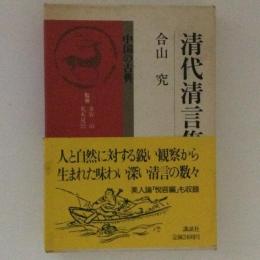 清代清言集
合山 究
中国の古典
監修
人と自然に対する鋭い観察から
生まれた味わい深い清言の数々
美人論「悦容編」も収録
講談社